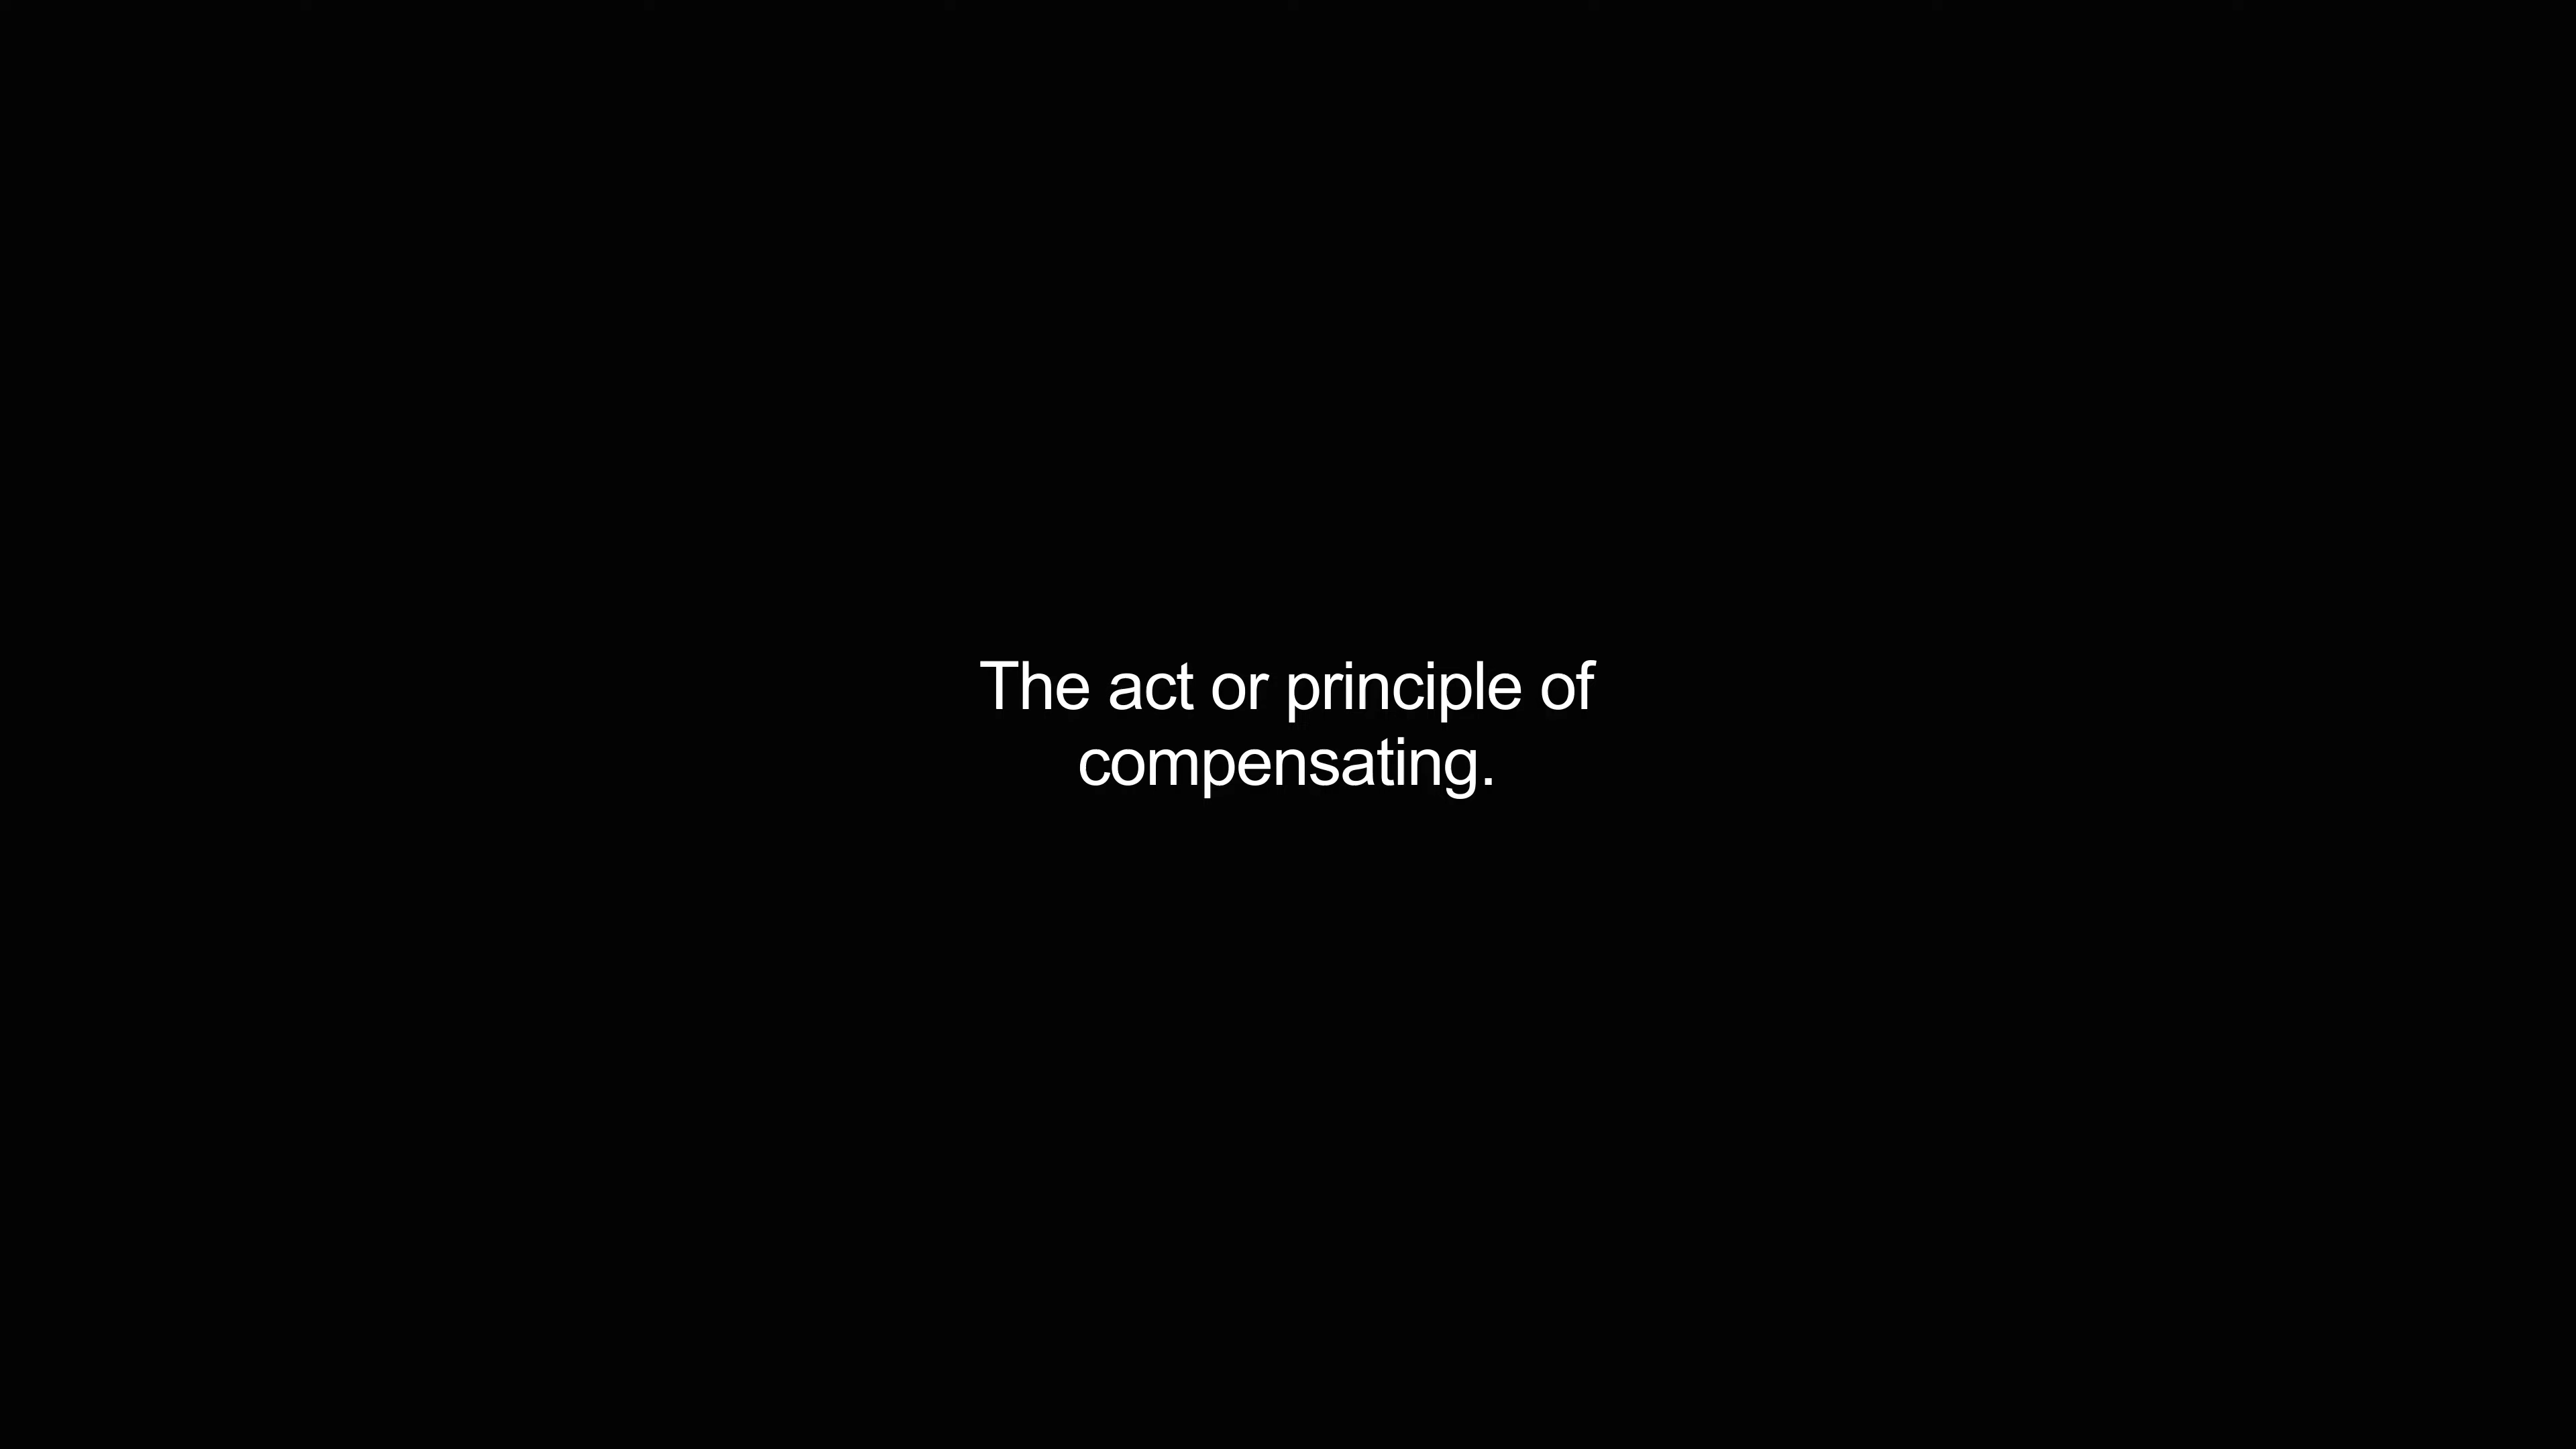 The act or principle of
compensating.